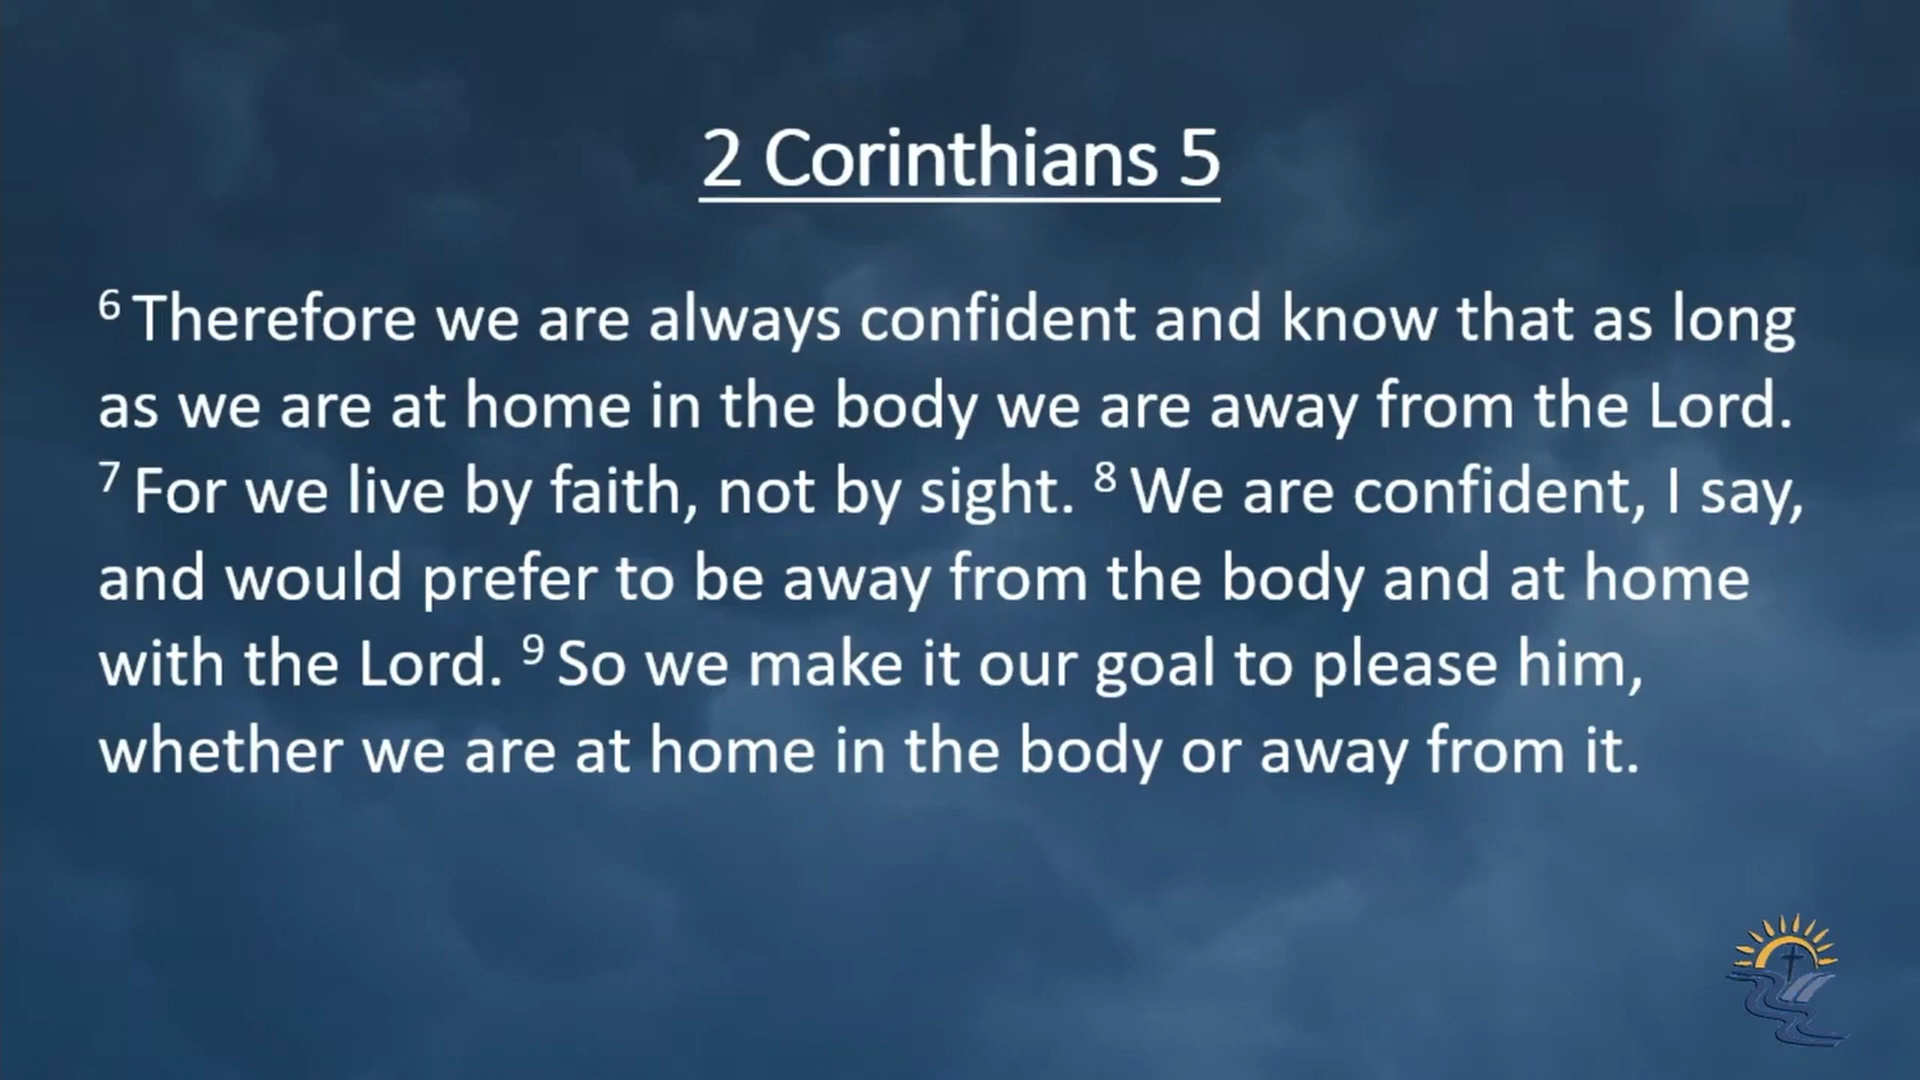 2 Corinthians 5
6 Therefore we are always confident and know that as long
as we are at home in the body we are away from the Lord.
7 For we live by faith, not by sight. 8 We are confident, I say,
and would prefer to be away from the body and at home
with the Lord. 9 So we make it our goal to please him,
whether we are at home in the body or away from it.